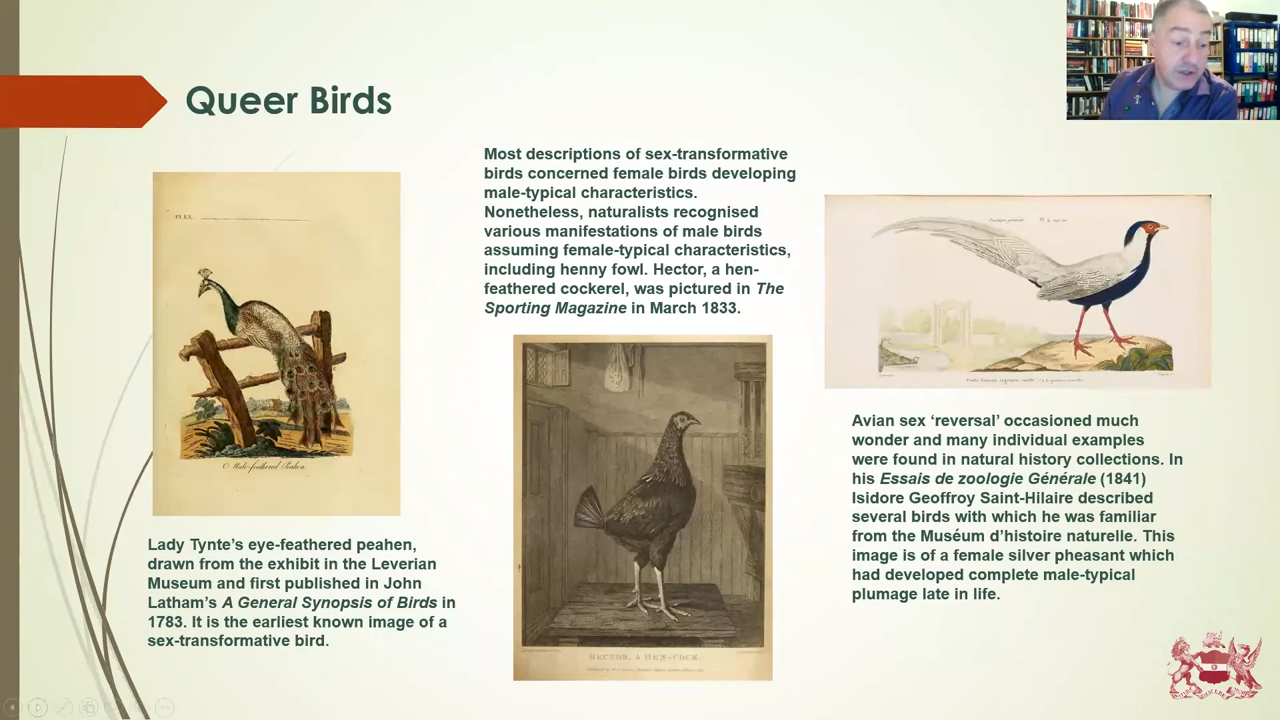 Queer Birds
PL.LX.
Male-feathered Peahen
Lady Tynte's eye-feathered peahen,
drawn from the exhibit in the Leverian
Museum and first published in John
Latham's A General Synopsis of Birds in
1783. It is the earliest known image of a
sex-transformative bird.
Most descriptions of sex-transformative
birds concerned female birds developing
male-typical characteristics.
Nonetheless, naturalists recognised
various manifestations of male birds
assuming female-typical characteristics,
including henny fowl. Hector, a hen-
feathered cockerel, was pictured in The
Sporting Magazine in March 1833.
HECTOR, A HEN-COCK.
Avian sex ‘reversal’ occasioned much
wonder and many individual examples
were found in natural history collections. In
his Essais de zoologie Générale (1841)
Isidore Geoffroy Saint-Hilaire described
several birds with which he was familiar
from the Muséum d’histoire naturelle. This
image is of a female silver pheasant which
had developed complete male-typical
plumage late in life.